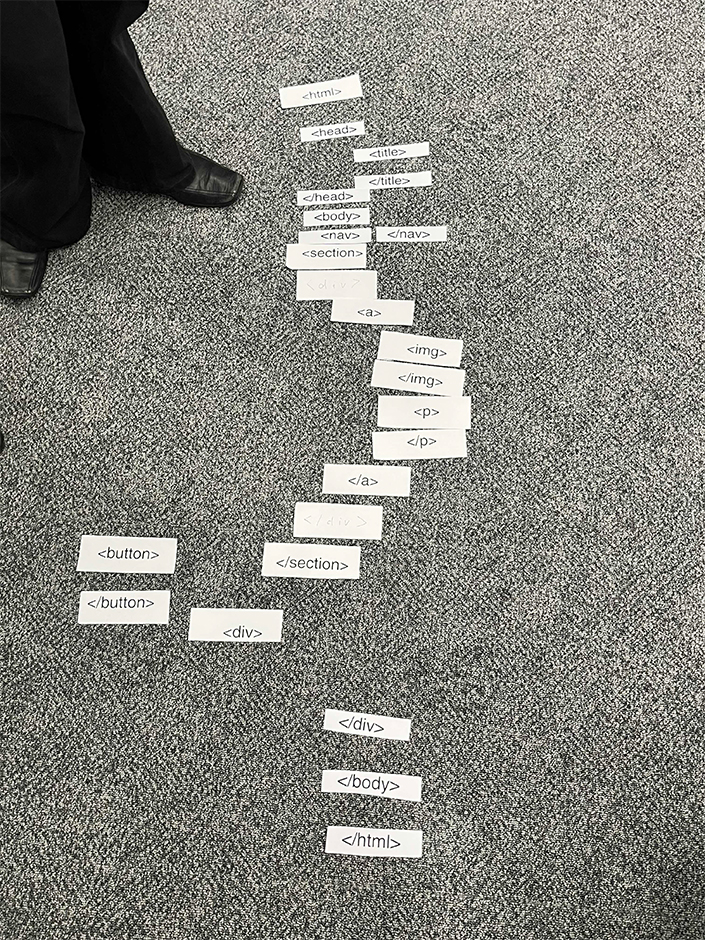 <html>
<head>
<title>
</title>
</head>
<body>
<nav> </nav>
<section>
<div>
<a>
<img>
</img>
<p>
</p>
</a>
</div>
</section>
<button>
</button>
<div>
</div>
</body>
</html>